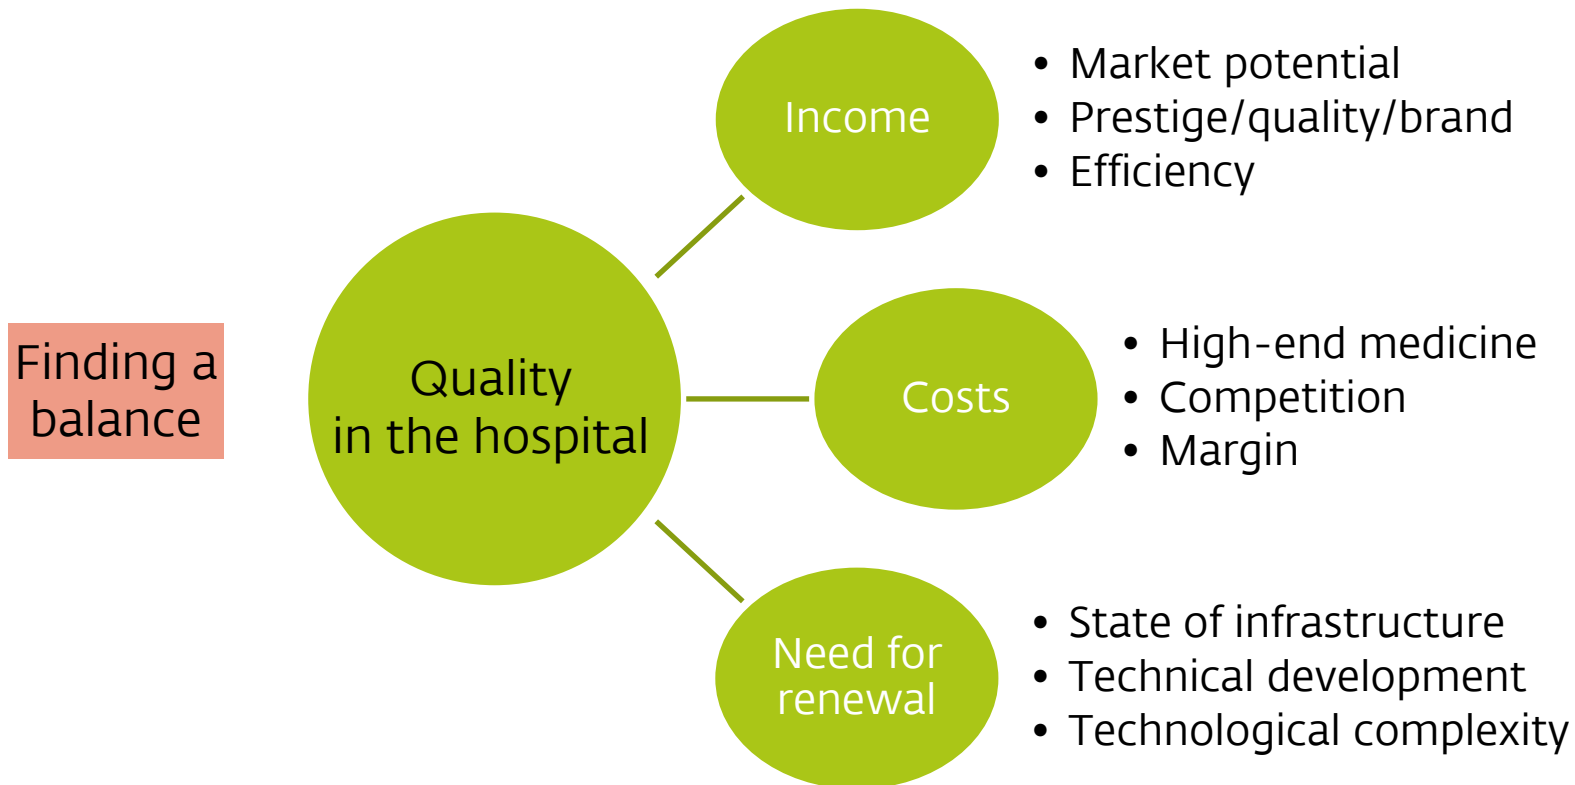 Finding a
balance
Quality
in the hospital
Income
• Market potential
• Prestige/quality/brand
• Efficiency
Costs
• High-end medicine
• Competition
• Margin
Need for
renewal
• State of infrastructure
• Technical development
• Technological complexity